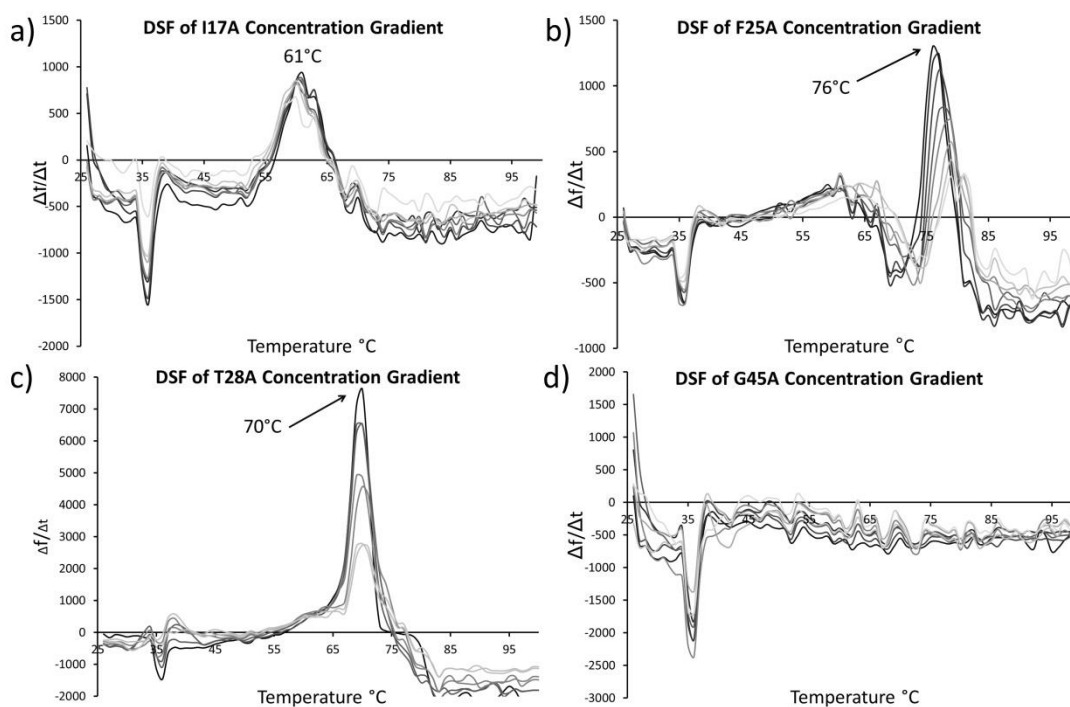 a)
DSF of I17A Concentration Gradient
1500
1000
500
0
-500
-1000
-1500
-2000
61°C
25 35 45 55 65 75 85 95
Δf/Δt
Temperature °C
b)
DSF of F25A Concentration Gradient
1500
1000
500
0
-500
-1000
76°C
25 35 45 55 65 75 85 95
Δf/Δt
Temperature °C
c)
DSF of T28A Concentration Gradient
8000
7000
6000
5000
4000
3000
2000
1000
0
-1000
-2000
70°C
25 35 45 55 65 75 85 95
Δf/Δt
Temperature °C
d)
DSF of G45A Concentration Gradient
2000
1500
1000
500
0
-500
-1000
-1500
-2000
-2500
-3000
25 35 45 55 65 75 85 95
Δf/Δt
Temperature °C